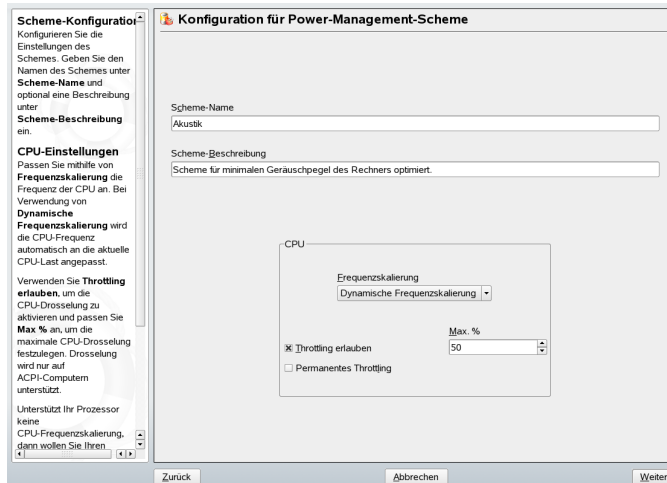 Scheme-Konfiguration
Konfigurieren Sie die
Einstellungen des
Schemes. Geben Sie den
Namen des Schemes unter
Scheme-Name und
optional eine Beschreibung
unter
Scheme-Beschreibung
ein.
CPU-Einstellungen
Passen Sie mithilfe von
Frequenzskalierung die
Frequenz der CPU an. Bei
Verwendung von
Dynamische
Frequenzskalierung wird
die CPU-Frequenz
automatisch an die aktuelle
CPU-Last angepasst.
Verwenden Sie Throttling
erlauben, um die
CPU-Drosselung zu
aktivieren und passen Sie
Max % an, um die
maximale CPU-Drosselung
festzulegen. Drosselung
wird nur auf
ACPI-Computern
unterstützt.
Unterstützt Ihr Prozessor
keine
CPU-Frequenzskalierung,
dann wollen Sie Ihren
Konfiguration für Power-Management-Scheme
Scheme-Name
Akustik
Scheme-Beschreibung
Scheme für minimalen Geräuschpegel des Rechners optimiert.
CPU
Frequenzskalierung
Dynamische Frequenzskalierung
Max. %
Throttling erlauben
50
Permanentes Throttling
Zurück
Abbrechen
Weiter